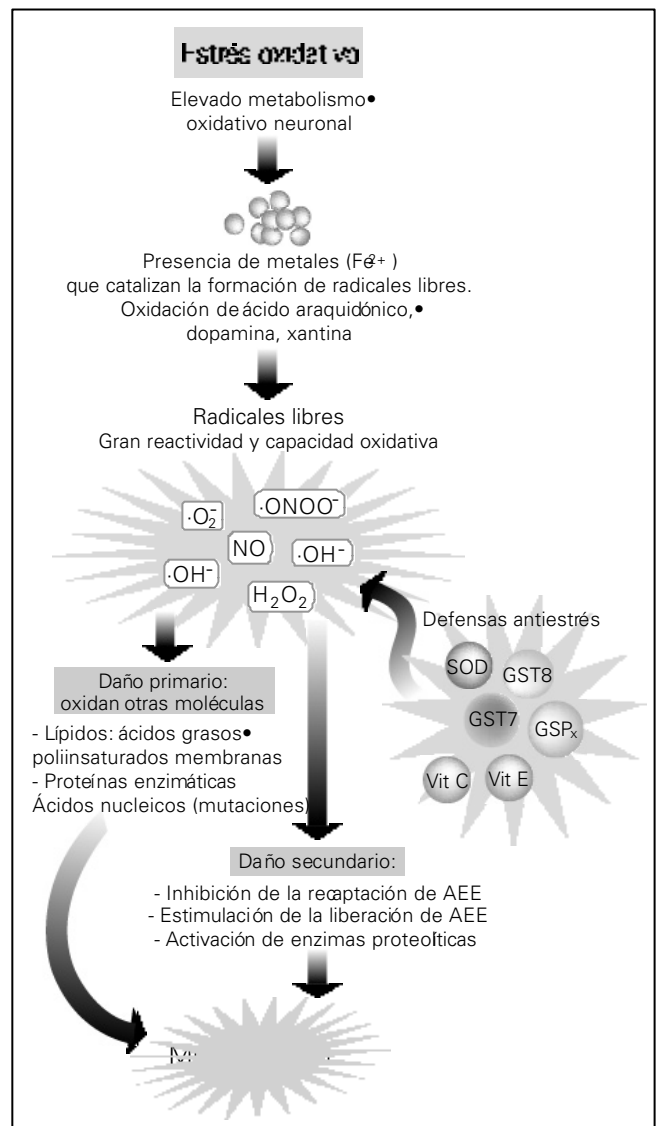 Estrés oxidativo
Elevado metabolismo•
oxidativo neuronal
Presencia de metales (Fe²⁺ )
que catalizan la formación de radicales libres.
Oxidación de ácido araquidónico,•
dopamina, xantina
Radicales libres
Gran reactividad y capacidad oxidativa
·O₂⁻
·ONOO⁻
NO
·OH⁻
·OH⁻
H₂O₂
Defensas antiestrés
SOD
GST8
GST7
GSPₓ
Vit C
Vit E
Daño primario:
oxidan otras moléculas
- Lípidos: ácidos grasos•
poliinsaturados membranas
- Proteínas enzimáticas
Ácidos nucleicos (mutaciones)
Daño secundario:
- Inhibición de la recaptación de AEE
- Estimulación de la liberación de AEE
- Activación de enzimas proteolíticas